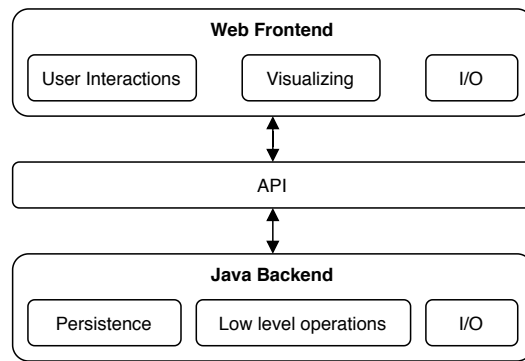 Web Frontend
User Interactions
Visualizing
I/O
API
Java Backend
Persistence
Low level operations
I/O